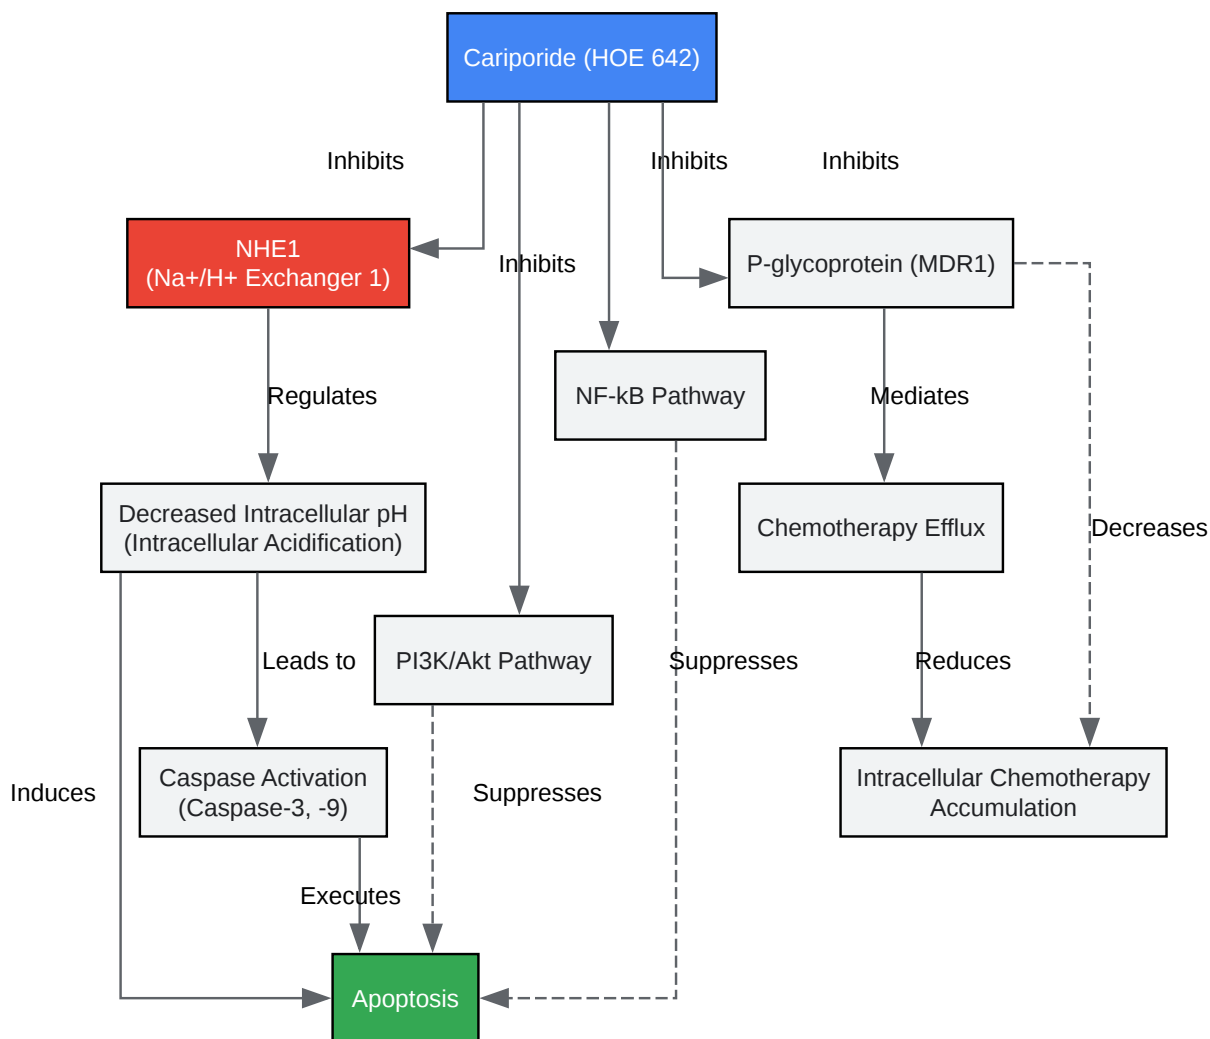 Cariporide (HOE 642)
Inhibits
Inhibits
Inhibits
NHE1
(Na+/H+ Exchanger 1)
Inhibits
P-glycoprotein (MDR1)
Regulates
NF-kB Pathway
Mediates
Decreased Intracellular pH
(Intracellular Acidification)
Chemotherapy Efflux
Decreases
Leads to
PI3K/Akt Pathway
Suppresses
Reduces
Induces
Caspase Activation
(Caspase-3, -9)
Suppresses
Intracellular Chemotherapy
Accumulation
Executes
Apoptosis